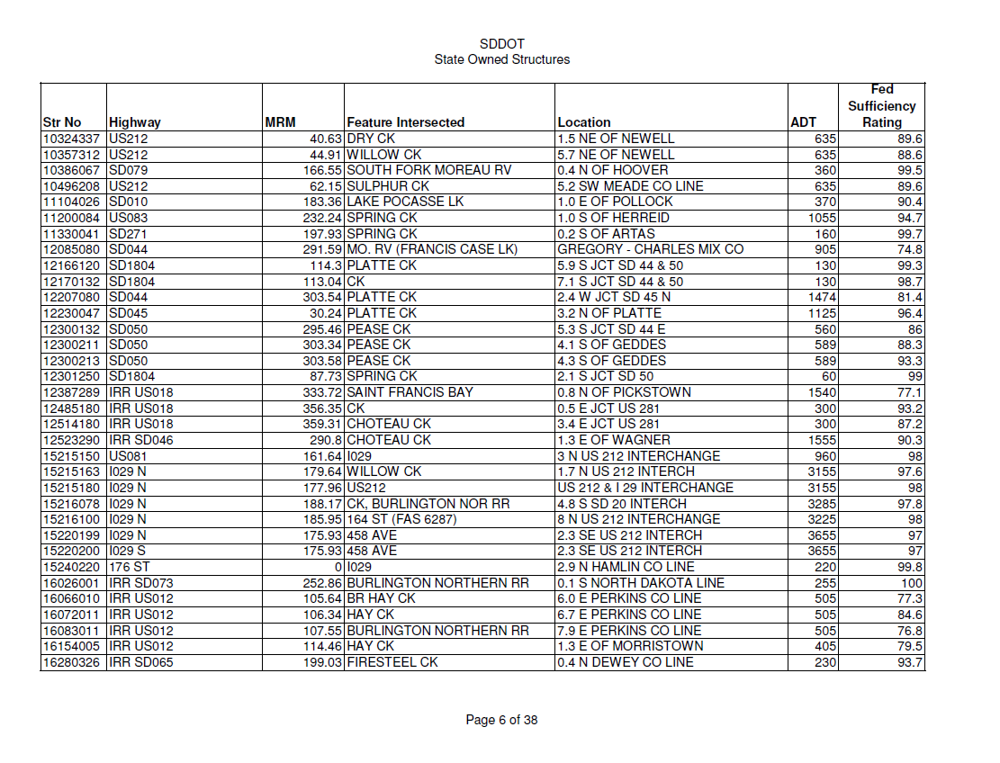 SDDOT
State Owned Structures
Str No Highway MRM Feature Intersected Location ADT Fed Sufficiency Rating
10324337 US212 40.63 DRY CK 1.5 NE OF NEWELL 635 89.6
10357312 US212 44.91 WILLOW CK 5.7 NE OF NEWELL 635 88.6
10386067 SD079 166.55 SOUTH FORK MOREAU RV 0.4 N OF HOOVER 360 99.5
10496208 US212 62.15 SULPHUR CK 5.2 SW MEADE CO LINE 635 89.6
11104026 SD010 183.36 LAKE POCASSE LK 1.0 E OF POLLOCK 370 90.4
11200084 US083 232.24 SPRING CK 1.0 S OF HERREID 1055 94.7
11330041 SD271 197.93 SPRING CK 0.2 S OF ARTAS 160 99.7
12085080 SD044 291.59 MO. RV (FRANCIS CASE LK) GREGORY - CHARLES MIX CO 905 74.8
12166120 SD1804 114.3 PLATTE CK 5.9 S JCT SD 44 & 50 130 99.3
12170132 SD1804 113.04 CK 7.1 S JCT SD 44 & 50 130 98.7
12207080 SD044 303.54 PLATTE CK 2.4 W JCT SD 45 N 1474 81.4
12230047 SD045 30.24 PLATTE CK 3.2 N OF PLATTE 1125 96.4
12300132 SD050 295.46 PEASE CK 5.3 S JCT SD 44 E 560 86
12300211 SD050 303.34 PEASE CK 4.1 S OF GEDDES 589 88.3
12300213 SD050 303.58 PEASE CK 4.3 S OF GEDDES 589 93.3
12301250 SD1804 87.73 SPRING CK 2.1 S JCT SD 50 60 99
12387289 IRR US018 333.72 SAINT FRANCIS BAY 0.8 N OF PICKSTOWN 1540 77.1
12485180 IRR US018 356.35 CK 0.5 E JCT US 281 300 93.2
12514180 IRR US018 359.31 CHOTEAU CK 3.4 E JCT US 281 300 87.2
12523290 IRR SD046 290.8 CHOTEAU CK 1.3 E OF WAGNER 1555 90.3
15215150 US081 161.64 I029 3 N US 212 INTERCHANGE 960 98
15215163 I029 N 179.64 WILLOW CK 1.7 N US 212 INTERCH 3155 97.6
15215180 I029 N 177.96 US212 US 212 & I 29 INTERCHANGE 3155 98
15216078 I029 N 188.17 CK, BURLINGTON NOR RR 4.8 S SD 20 INTERCH 3285 97.8
15216100 I029 N 185.95 164 ST (FAS 6287) 8 N US 212 INTERCHANGE 3225 98
15220199 I029 N 175.93 458 AVE 2.3 SE US 212 INTERCH 3655 97
15220200 I029 S 175.93 458 AVE 2.3 SE US 212 INTERCH 3655 97
15240220 176 ST 0 I029 2.9 N HAMLIN CO LINE 220 99.8
16026001 IRR SD073 252.86 BURLINGTON NORTHERN RR 0.1 S NORTH DAKOTA LINE 255 100
16066010 IRR US012 105.64 BR HAY CK 6.0 E PERKINS CO LINE 505 77.3
16072011 IRR US012 106.34 HAY CK 6.7 E PERKINS CO LINE 505 84.6
16083011 IRR US012 107.55 BURLINGTON NORTHERN RR 7.9 E PERKINS CO LINE 505 76.8
16154005 IRR US012 114.46 HAY CK 1.3 E OF MORRISTOWN 405 79.5
16280326 IRR SD065 199.03 FIRESTEEL CK 0.4 N DEWEY CO LINE 230 93.7
Page 6 of 38